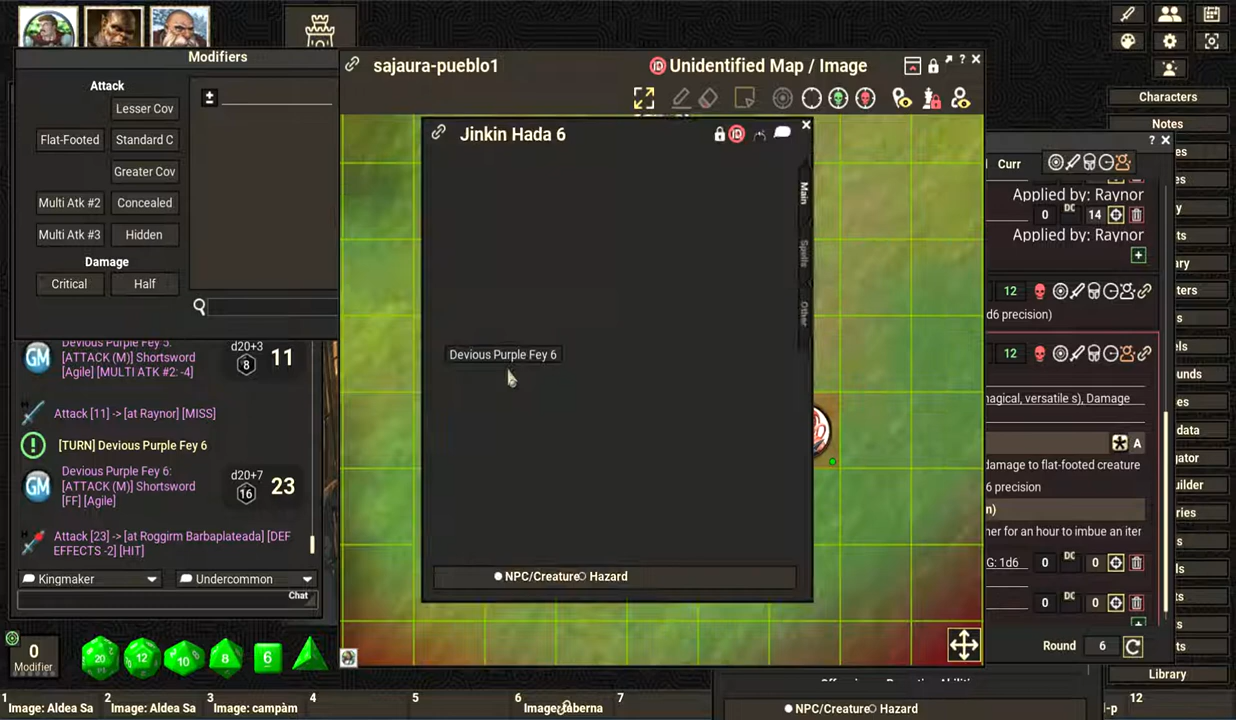 Modifiers
Attack
Lesser Cov
Flat-Footed
Standard C
Greater Cov
Multi Atk #2
Concealed
Multi Atk #3
Hidden
Damage
Critical
Half
Devious Purple Fey 5:
[ATTACK (M)] Shortsword
[Agile] [MULTI ATK #2: -4]
d20+3
8
11
Attack [11] -> [at Raynor] [MISS]
[TURN] Devious Purple Fey 6
GM
Devious Purple Fey 6:
[ATTACK (M)] Shortsword
[FF] [Agile]
d20+7
16
23
Attack [23] -> [at Roggirm Barbaplateada] [DEF
EFFECTS -2] [HIT]
Kingmaker
Undercommon
Chat
0
Modifier
20
12
10
8
6
sajaura-pueblo1
ID Unidentified Map / Image
? ×
Jinkin Hada 6
ID
Main
Spells
Other
Devious Purple Fey 6
NPC/Creature
Hazard
Characters
Notes
Curr
Applied by: Raynor
0 DC 14
Applied by: Raynor
12
d6 precision)
12
magical, versatile s), Damage
A
damage to flat-footed creature
6 precision
n)
her for an hour to imbue an iter
G: 1d6 0 DC 0
0 DC 0
Round 6
Library
1 Image: Aldea Sa
2 Image: Aldea Sa
3 Image: campàm
4
5
6
7
12
NPC/Creature
Hazard